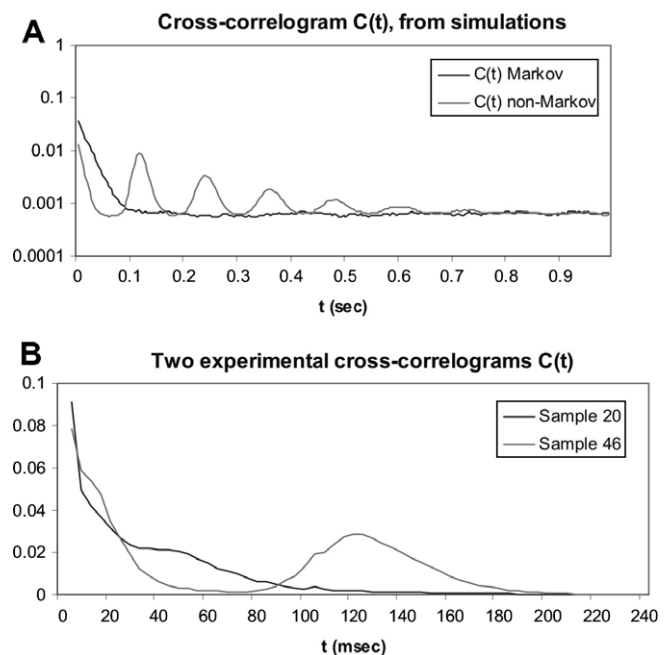 A
Cross-correlogram C(t), from simulations
1
0.1
0.01
0.001
0.0001
C(t) Markov
C(t) non-Markov
0 0.1 0.2 0.3 0.4 0.5 0.6 0.7 0.8 0.9
t (sec)
B
Two experimental cross-correlograms C(t)
0.1
0.08
0.06
0.04
0.02
0
Sample 20
Sample 46
0 20 40 60 80 100 120 140 160 180 200 220 240
t (msec)